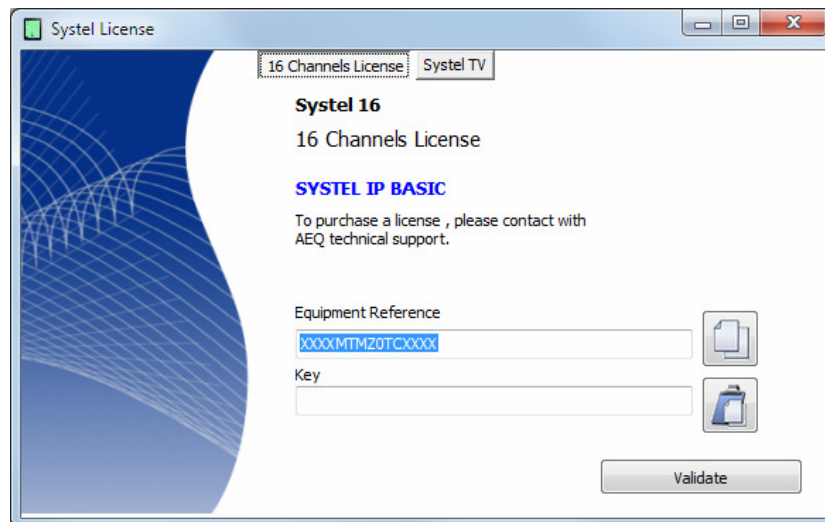 Systel License
16 Channels License Systel TV
Systel 16
16 Channels License
SYSTEL IP BASIC
To purchase a license , please contact with
AEQ technical support.
Equipment Reference
XXXXMTMZ0TCXXXX
Key
Validate